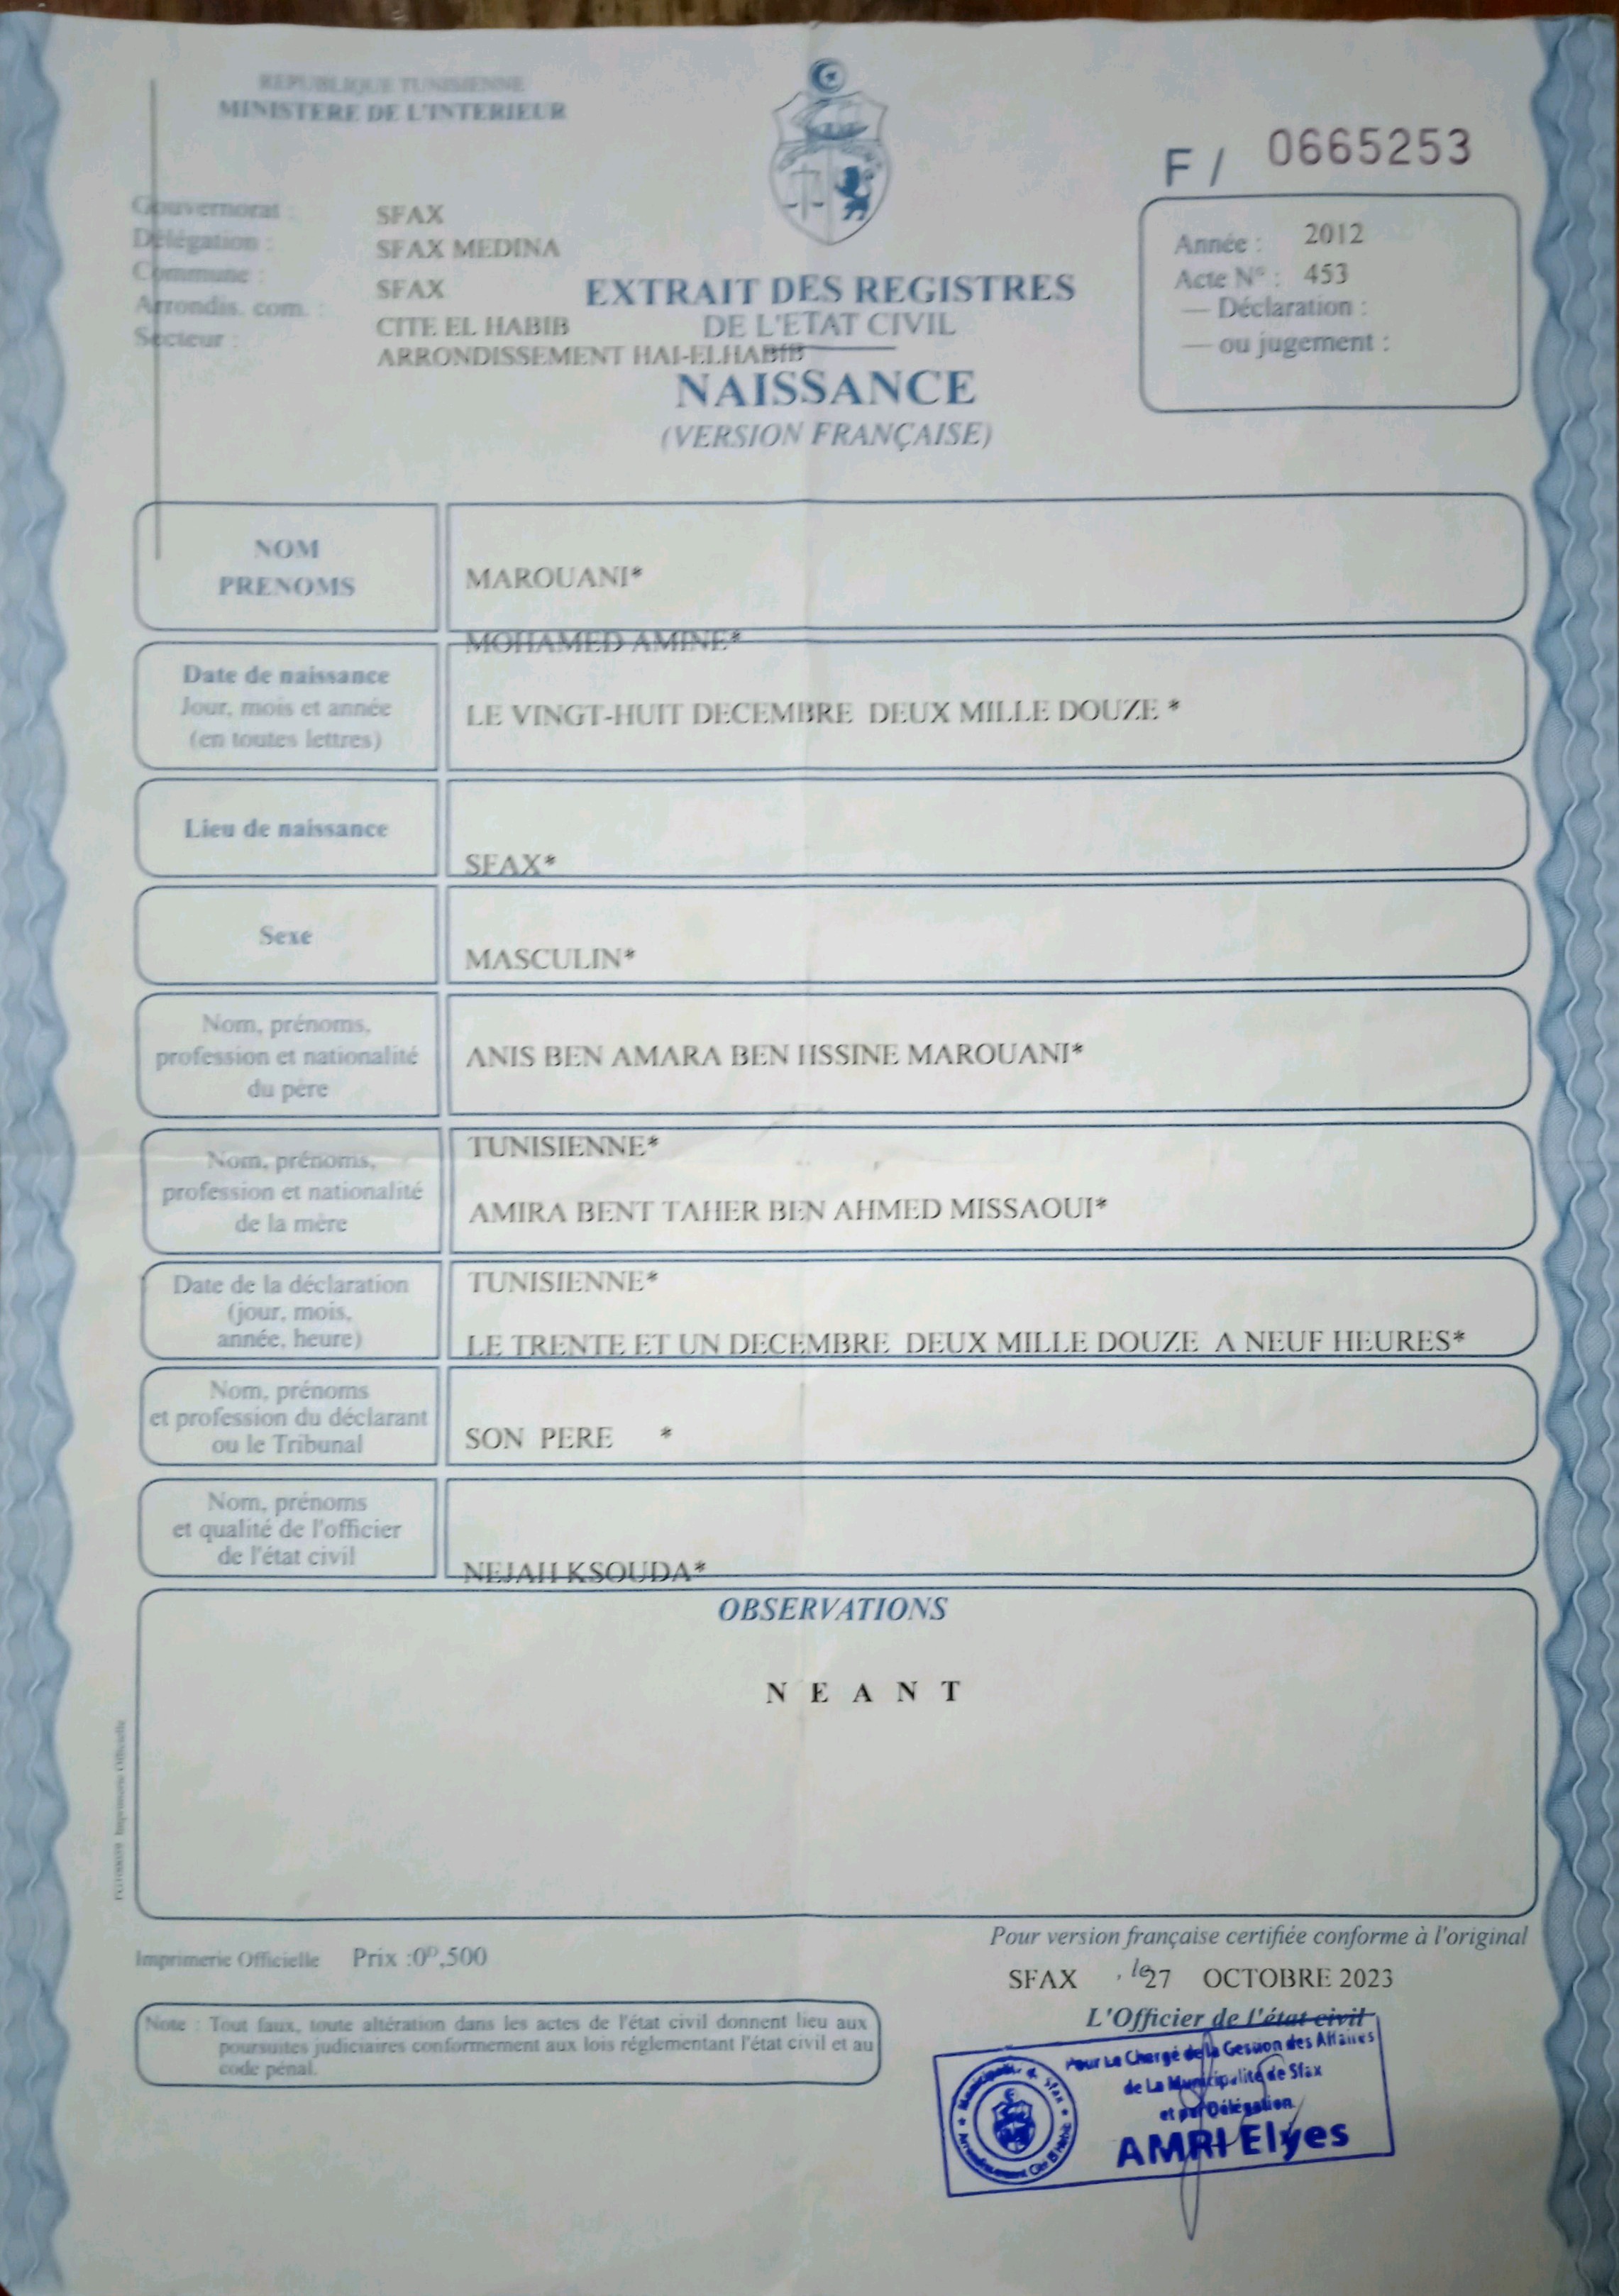 REPUBLIQUE TUNISIENNE
MINISTERE DE L'INTERIEUR
F / 0665253
Gouvernorat : SFAX
Délégation : SFAX MEDINA
Commune : SFAX
Arrondis. com. : CITE EL HABIB
Secteur : ARRONDISSEMENT HAI-ELHABIB
EXTRAIT DES REGISTRES
DE L'ETAT CIVIL
NAISSANCE
(VERSION FRANÇAISE)
Année : 2012
Acte N° : 453
— Déclaration :
— ou jugement :
NOM
PRENOMS
MAROUANI*
MOHAMED AMINE*
Date de naissance
Jour, mois et année
(en toutes lettres)
LE VINGT-HUIT DECEMBRE DEUX MILLE DOUZE *
Lieu de naissance
SFAX*
Sexe
MASCULIN*
Nom, prénoms,
profession et nationalité
du père
ANIS BEN AMARA BEN HSSINE MAROUANI*
TUNISIENNE*
Nom, prénoms,
profession et nationalité
de la mère
AMIRA BENT TAHER BEN AHMED MISSAOUI*
TUNISIENNE*
Date de la déclaration
(jour, mois,
année, heure)
LE TRENTE ET UN DECEMBRE DEUX MILLE DOUZE A NEUF HEURES*
Nom, prénoms
et profession du déclarant
ou le Tribunal
SON PERE *
Nom, prénoms
et qualité de l'officier
de l'état civil
NEJAH KSOUDA*
OBSERVATIONS
N E A N T
Imprimerie Officielle
Imprimerie Officielle Prix :0ᴰ,500
Note : Tout faux, toute altération dans les actes de l'état civil donnent lieu aux
poursuites judiciaires conformement aux lois réglementant l'état civil et au
code pénal.
Pour version française certifiée conforme à l'original
SFAX , le 27 OCTOBRE 2023
L'Officier de l'état civil
Pour Le Chargé de la Gestion des Affaires
de La Municipalité de Sfax
et par Délégation
AMRI Elyes
Municipalité de Sfax
Arrondissement Cité El Habib